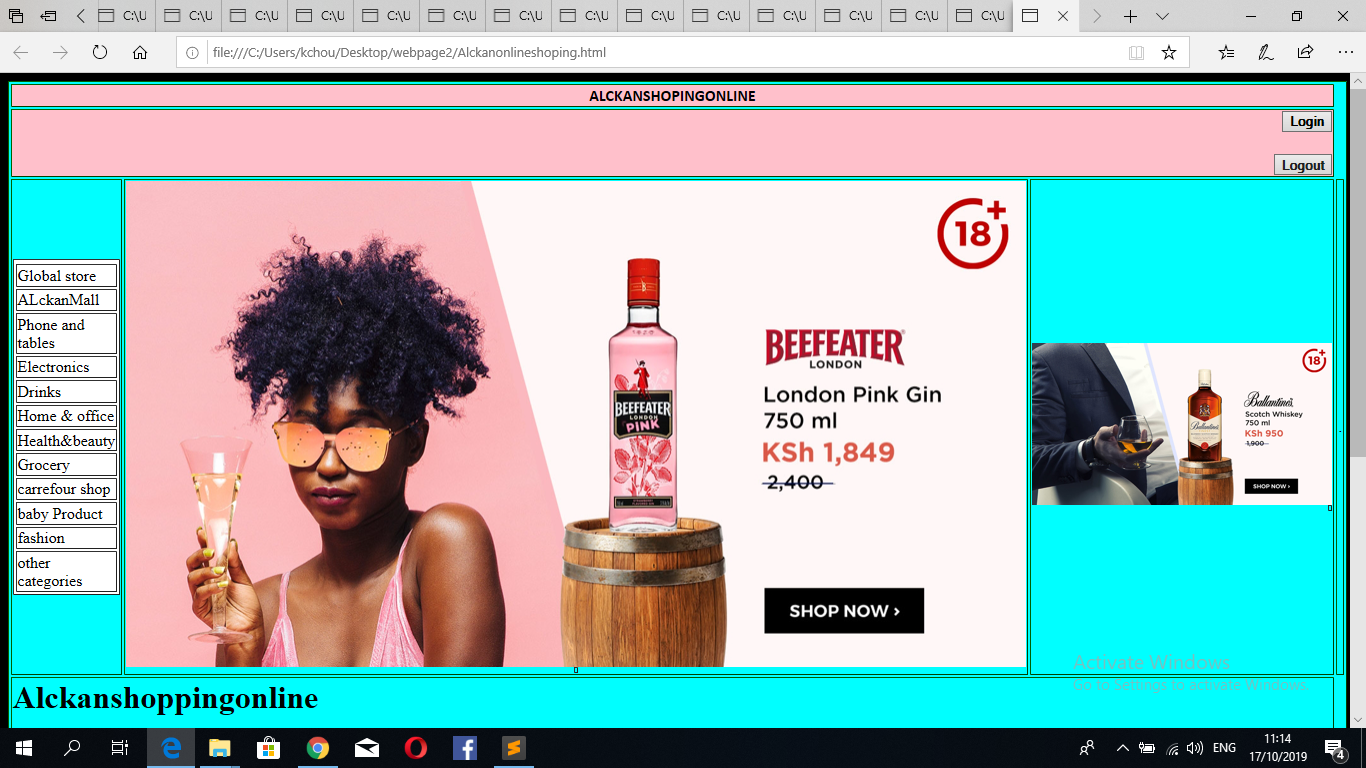 C:\U C:\U C:\U C:\U C:\U C:\U C:\U C:\U C:\U C:\U C:\U C:\U C:\U C:\U
file:///C:/Users/kchou/Desktop/webpage2/Alckanonlineshoping.html
ALCKANSHOPINGONLINE
Login
Logout
Global store
ALckanMall
Phone and
tables
Electronics
Drinks
Home & office
Health&beauty
Grocery
carrefour shop
baby Product
fashion
other
categories
18+
BEEFEATER
LONDON
London Pink Gin
750 ml
KSh 1,849
2,400
SHOP NOW ›
BEEFEATER
LONDON
PINK
18+
Ballantine's
Scotch Whiskey
750 ml
KSh 950
1,900
SHOP NOW ›
Activate Windows
Go to Settings to activate Windows.
Alckanshoppingonline
ENG
11:14
17/10/2019
4